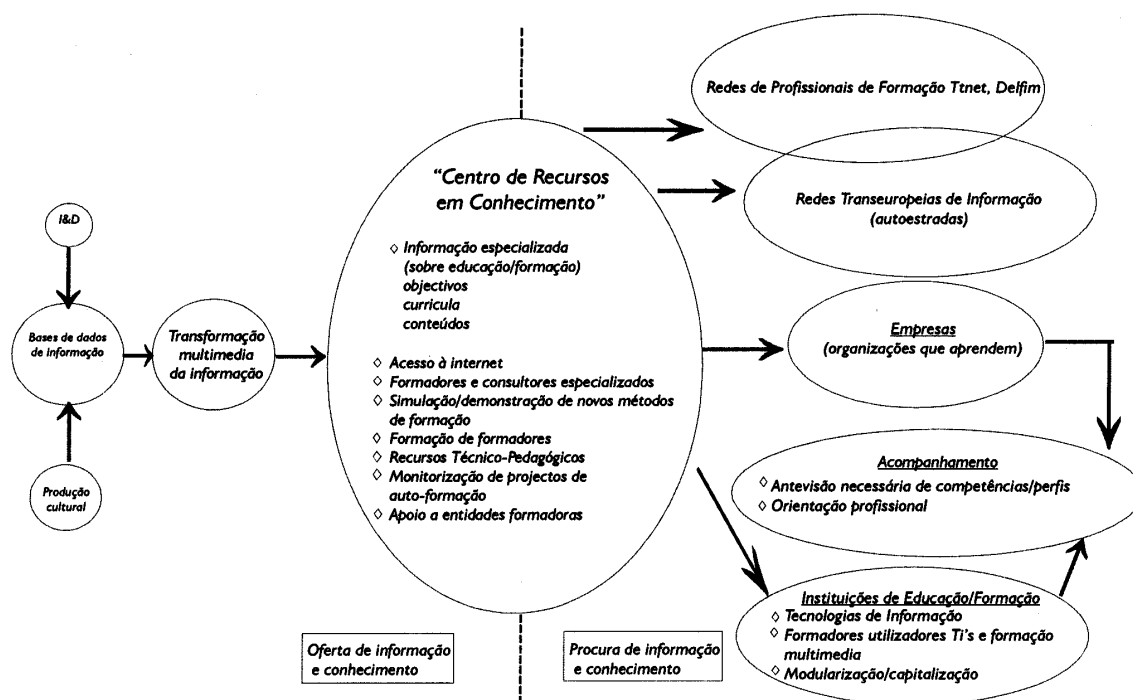 I&D
Bases de dados
de informação
Produção
cultural
Transformação
multimedia
da informação
"Centro de Recursos
em Conhecimento"
◊ Informação especializada
(sobre educação/formação)
objectivos
curricula
conteúdos
◊ Acesso à internet
◊ Formadores e consultores especializados
◊ Simulação/demonstração de novos métodos
de formação
◊ Formação de formadores
◊ Recursos Técnico-Pedagógicos
◊ Monitorização de projectos de
auto-formação
◊ Apoio a entidades formadoras
Redes de Profissionais de Formação Ttnet, Delfim
Redes Transeuropeias de Informação
(autoestradas)
Empresas
(organizações que aprendem)
Acompanhamento
◊ Antevisão necessária de competências/perfis
◊ Orientação profissional
Instituições de Educação/Formação
◊ Tecnologias de Informação
◊ Formadores utilizadores Ti's e formação
multimedia
◊ Modularização/capitalização
Oferta de informação
e conhecimento
Procura de informação
e conhecimento